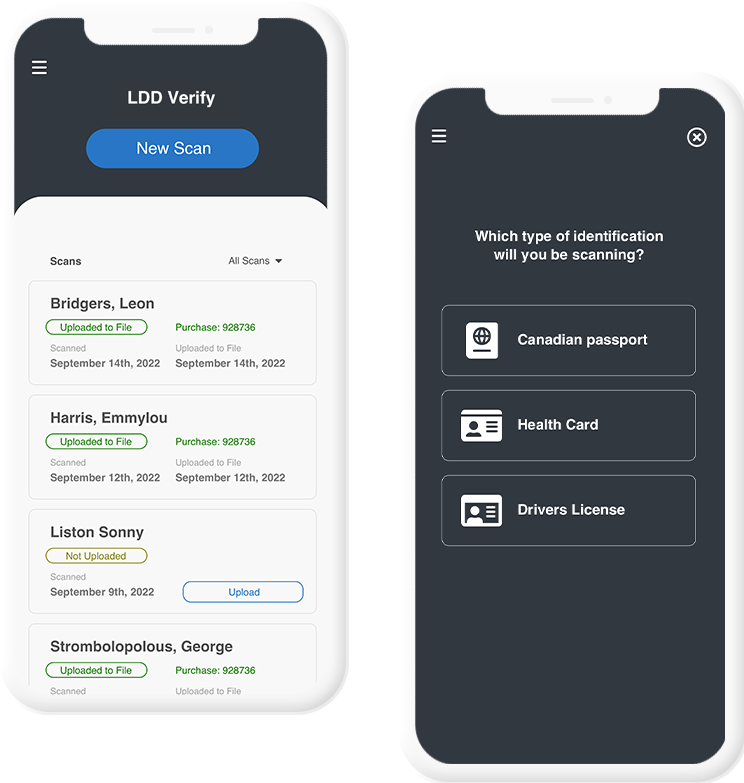 LDD Verify
New Scan
Scans
All Scans
Bridgers, Leon
Uploaded to File
Purchase: 928736
Scanned
Uploaded to File
September 14th, 2022
September 14th, 2022
Harris, Emmylou
Uploaded to File
Purchase: 928736
Scanned
Uploaded to File
September 12th, 2022
September 12th, 2022
Liston Sonny
Not Uploaded
Scanned
September 9th, 2022
Upload
Strombolopolous, George
Uploaded to File
Purchase: 928736
Scanned
Uploaded to File
Which type of identification
will you be scanning?
Canadian passport
Health Card
Drivers License